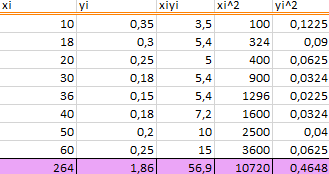 xi yi xiyi xi^2 yi^2
10 0,35 3,5 100 0,1225
18 0,3 5,4 324 0,09
20 0,25 5 400 0,0625
30 0,18 5,4 900 0,0324
36 0,15 5,4 1296 0,0225
40 0,18 7,2 1600 0,0324
50 0,2 10 2500 0,04
60 0,25 15 3600 0,0625
264 1,86 56,9 10720 0,4648